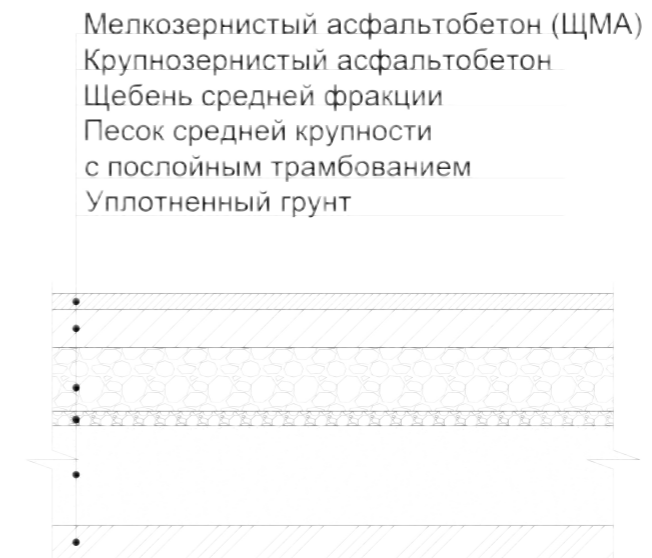 Мелкозернистый асфальтобетон (ЩМА)
Крупнозернистый асфальтобетон
Щебень средней фракции
Песок средней крупности
с послойным трамбованием
Уплотненный грунт